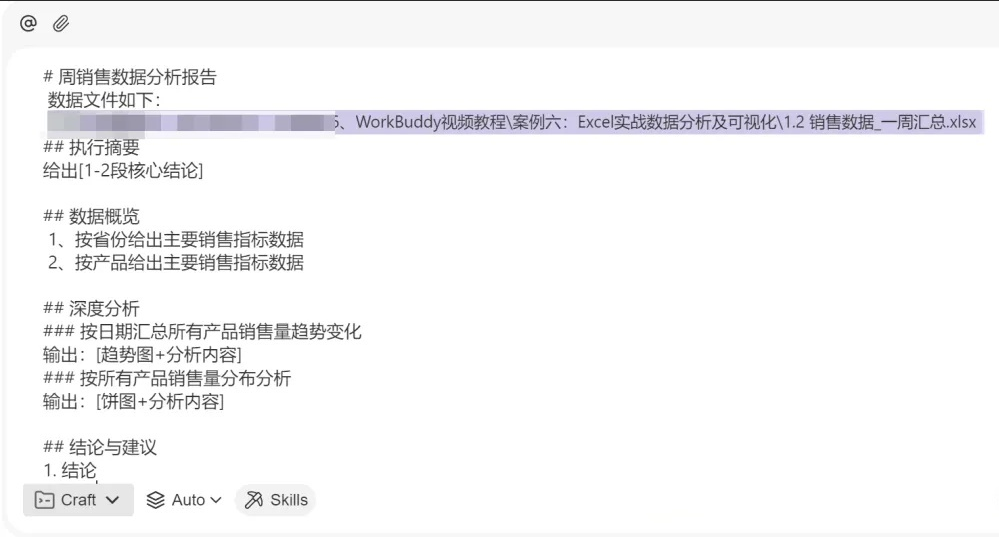 # 周销售数据分析报告
数据文件如下：
5、WorkBuddy视频教程\案例六：Excel实战数据分析及可视化\1.2 销售数据_一周汇总.xlsx
## 执行摘要
给出[1-2段核心结论]
## 数据概览
1、按省份给出主要销售指标数据
2、按产品给出主要销售指标数据
## 深度分析
### 按日期汇总所有产品销售量趋势变化
输出：[趋势图+分析内容]
### 按所有产品销售量分布分析
输出：[饼图+分析内容]
## 结论与建议
1. 结论
Craft Auto Skills